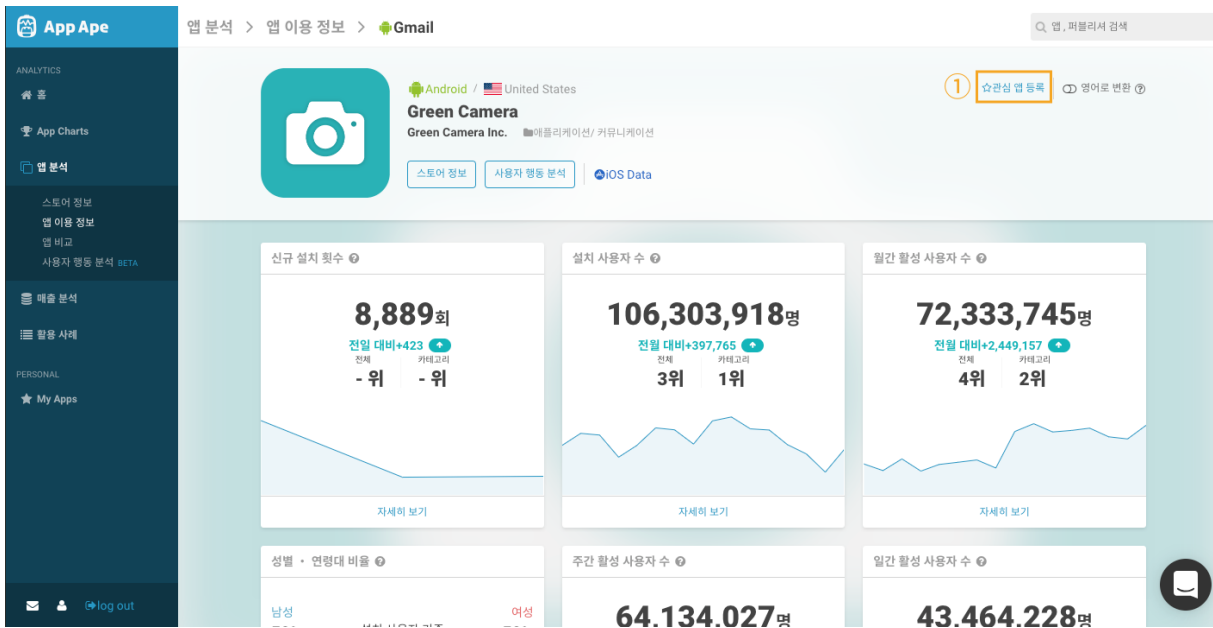 App Ape
앱 분석 > 앱 이용 정보 > Gmail
앱 , 퍼블리셔 검색
ANALYTICS
홈
App Charts
앱 분석
스토어 정보
앱 이용 정보
앱 비교
사용자 행동 분석 BETA
매출 분석
활용 사례
PERSONAL
My Apps
log out
Android / United States
Green Camera
Green Camera Inc. 애플리케이션/ 커뮤니케이션
스토어 정보 사용자 행동 분석 iOS Data
1 ☆관심 앱 등록 영어로 변환 ?
신규 설치 횟수 ?
8,889회
전일 대비+423
전체 카테고리
- 위 - 위
자세히 보기
설치 사용자 수 ?
106,303,918명
전월 대비+397,765
전체 카테고리
3위 1위
자세히 보기
월간 활성 사용자 수 ?
72,333,745명
전월 대비+2,449,157
전체 카테고리
4위 2위
자세히 보기
성별 · 연령대 비율 ?
남성 여성
주간 활성 사용자 수 ?
64,134,027명
일간 활성 사용자 수 ?
43,464,228명